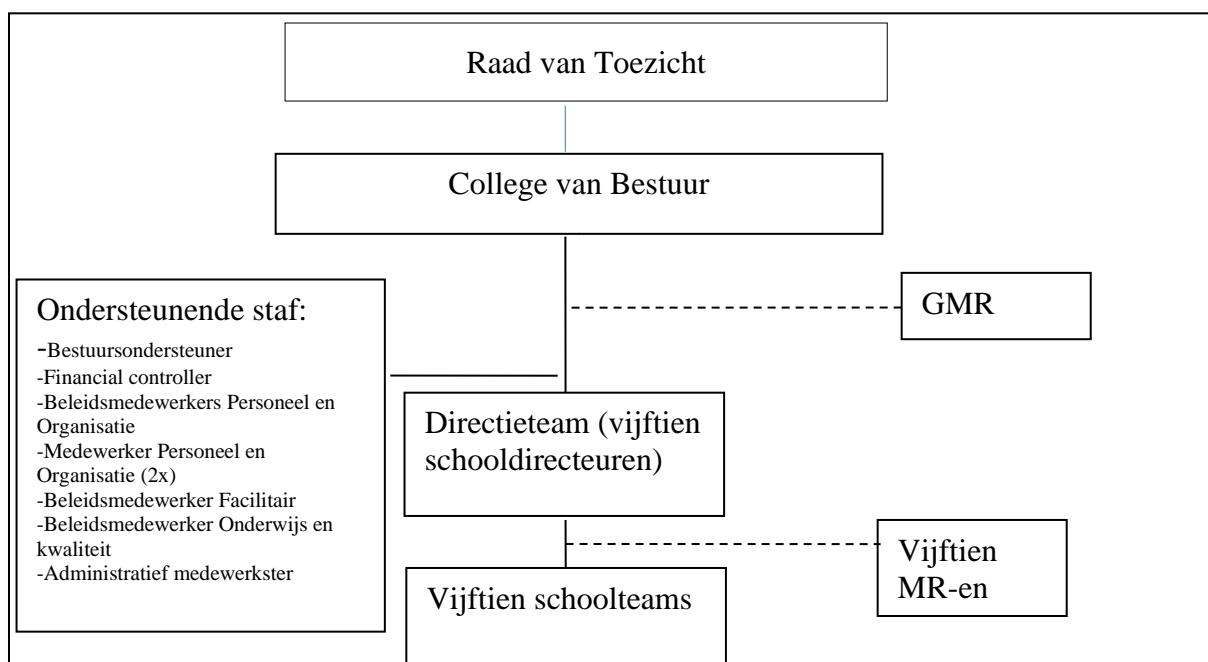 Raad van Toezicht
College van Bestuur
Ondersteunende staf:
-Bestuursondersteuner
-Financial controller
-Beleidsmedewerkers Personeel en
Organisatie
-Medewerker Personeel en
Organisatie (2x)
-Beleidsmedewerker Facilitair
-Beleidsmedewerker Onderwijs en
kwaliteit
-Administratief medewerkster
GMR
Directieteam (vijftien
schooldirecteuren)
Vijftien
MR-en
Vijftien schoolteams